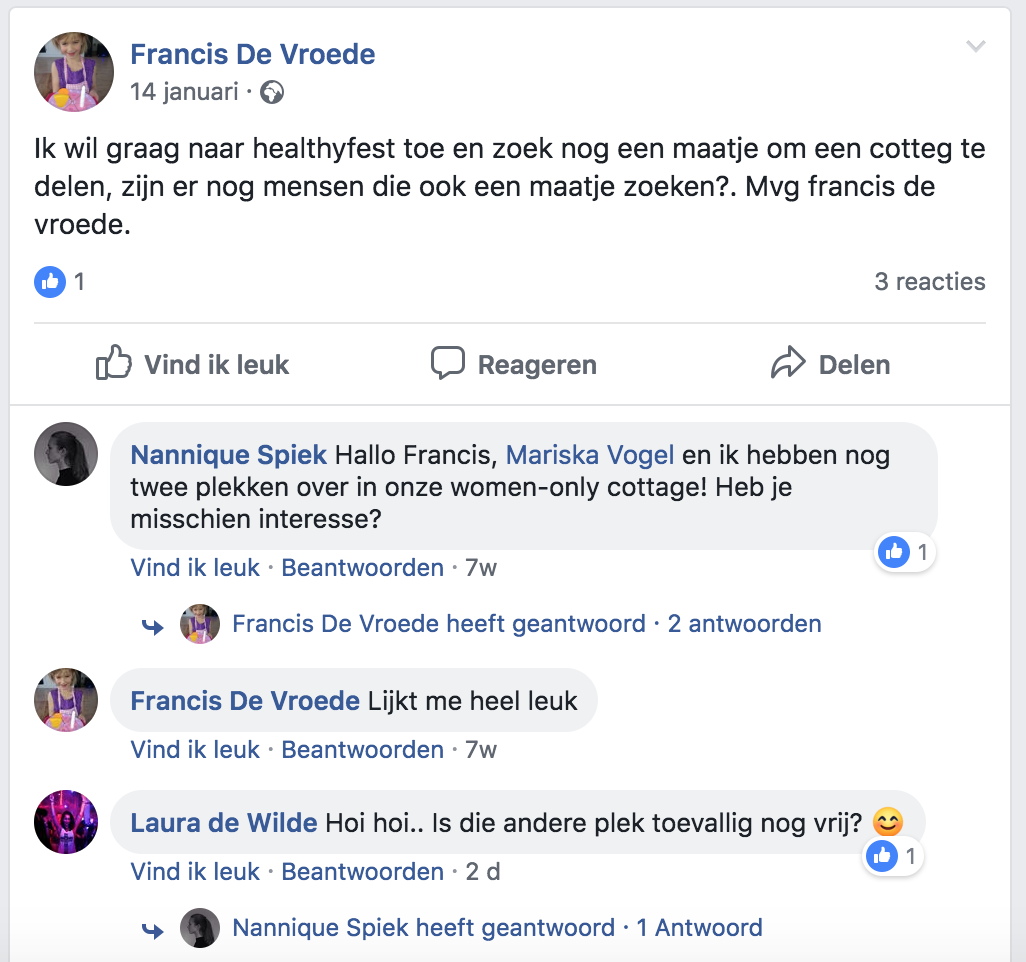 Francis De Vroede
14 januari ·
Ik wil graag naar healthyfest toe en zoek nog een maatje om een cotteg te
delen, zijn er nog mensen die ook een maatje zoeken?. Mvg francis de
vroede.
1
3 reacties
Vind ik leuk
Reageren
Delen
Nannique Spiek Hallo Francis, Mariska Vogel en ik hebben nog
twee plekken over in onze women-only cottage! Heb je
misschien interesse?
1
Vind ik leuk · Beantwoorden · 7w
Francis De Vroede heeft geantwoord · 2 antwoorden
Francis De Vroede Lijkt me heel leuk
Vind ik leuk · Beantwoorden · 7w
Laura de Wilde Hoi hoi.. Is die andere plek toevallig nog vrij? 😊
1
Vind ik leuk · Beantwoorden · 2 d
Nannique Spiek heeft geantwoord · 1 Antwoord